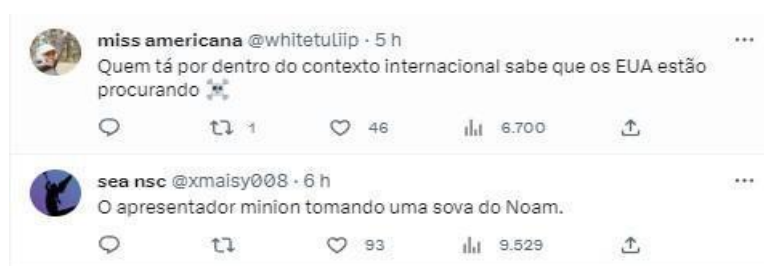 miss americana @whitetuliip · 5 h
Quem tá por dentro do contexto internacional sabe que os EUA estão
procurando ☠️
1 46 6.700
sea nsc @xmaisy008 · 6 h
O apresentador minion tomando uma sova do Noam.
93 9.529